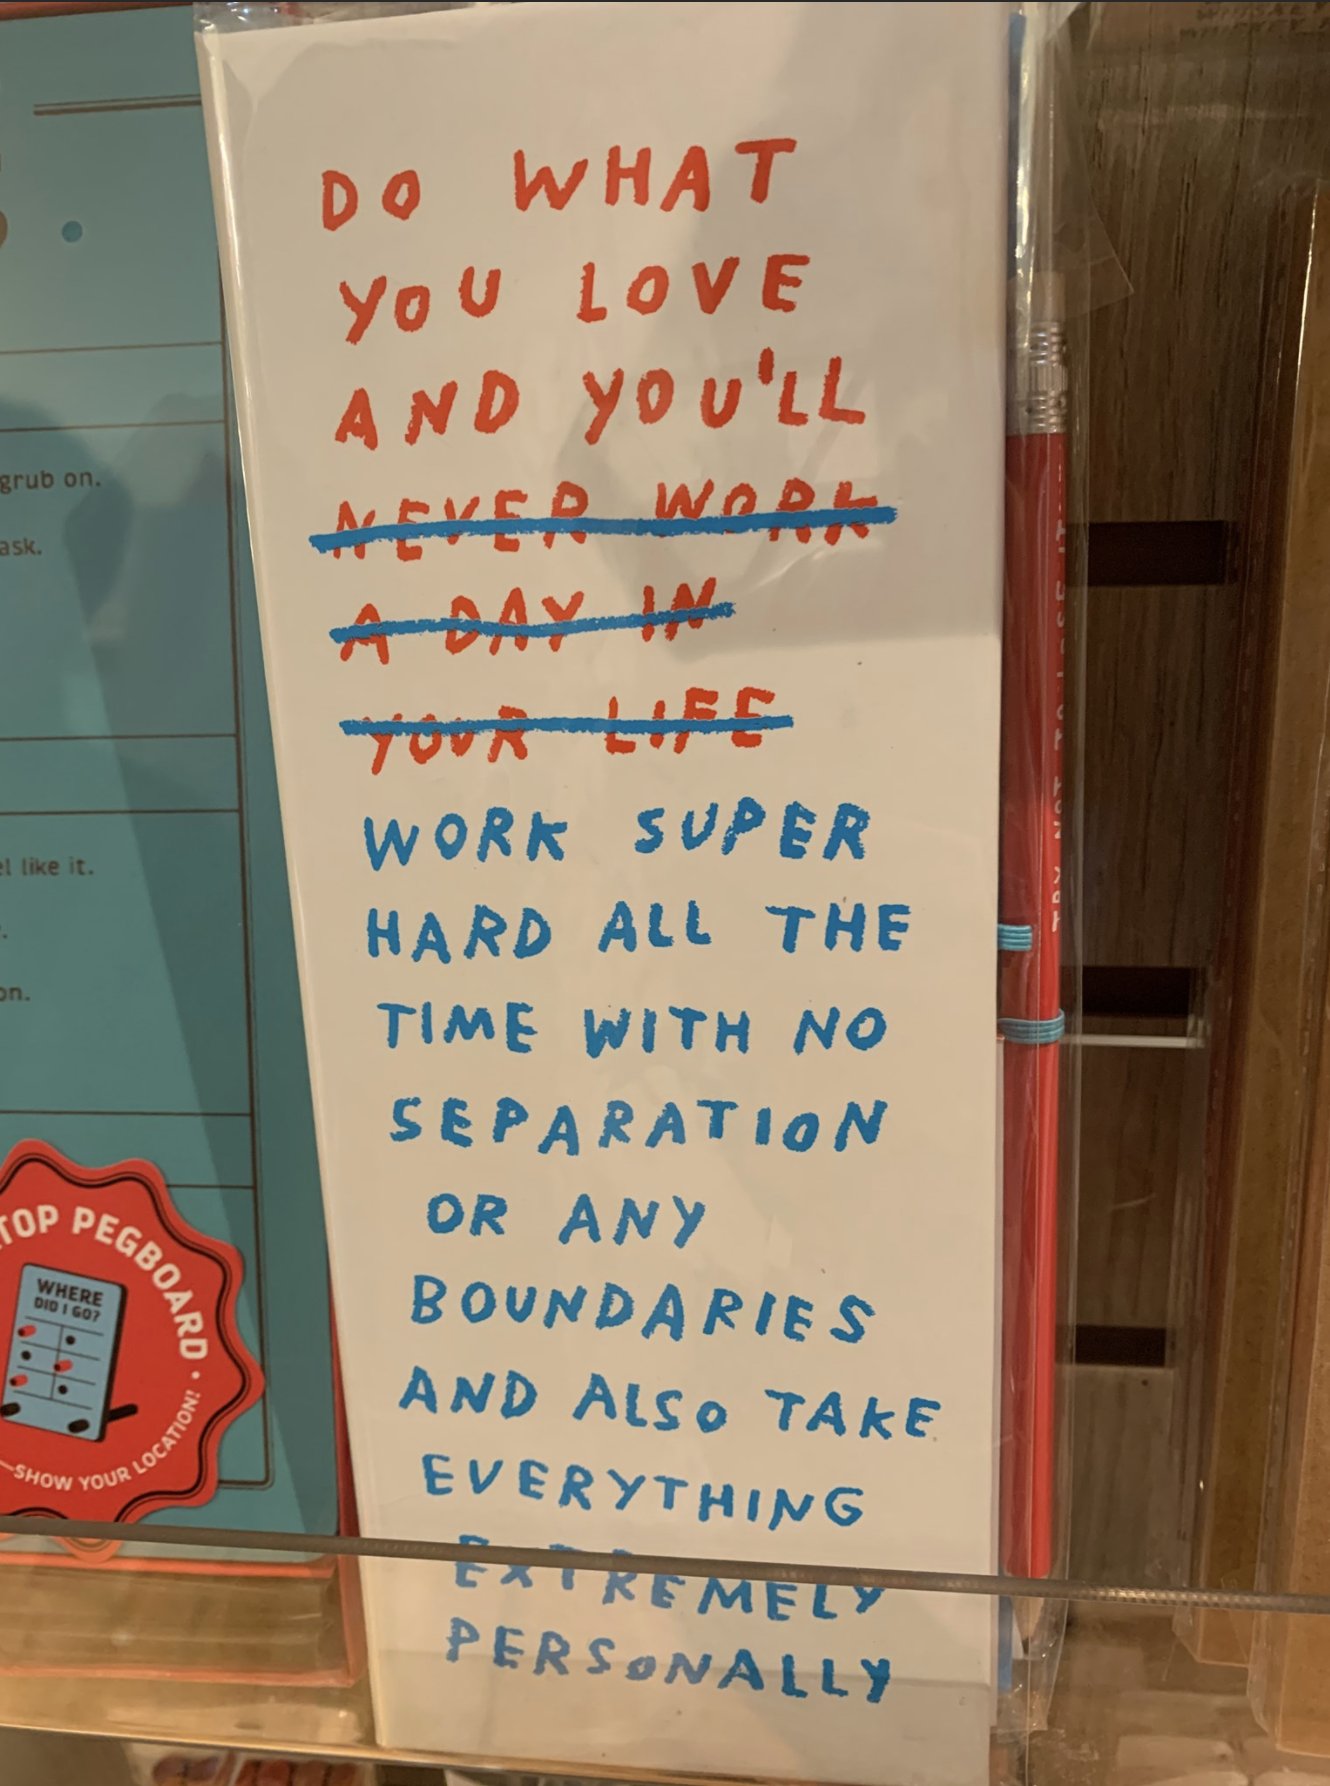 DO WHAT
YOU LOVE
AND YOU'LL
NEVER WORK
A DAY IN
YOUR LIFE
WORK SUPER
HARD ALL THE
TIME WITH NO
SEPARATION
OR ANY
BOUNDARIES
AND ALSO TAKE
EVERYTHING
EXTREMELY
PERSONALLY
grub on.
ask.
like it.
on.
TOP PEGBOARD •
WHERE
DID I GO?
—SHOW YOUR LOCATION!
TRY NOT TO LOSE IT